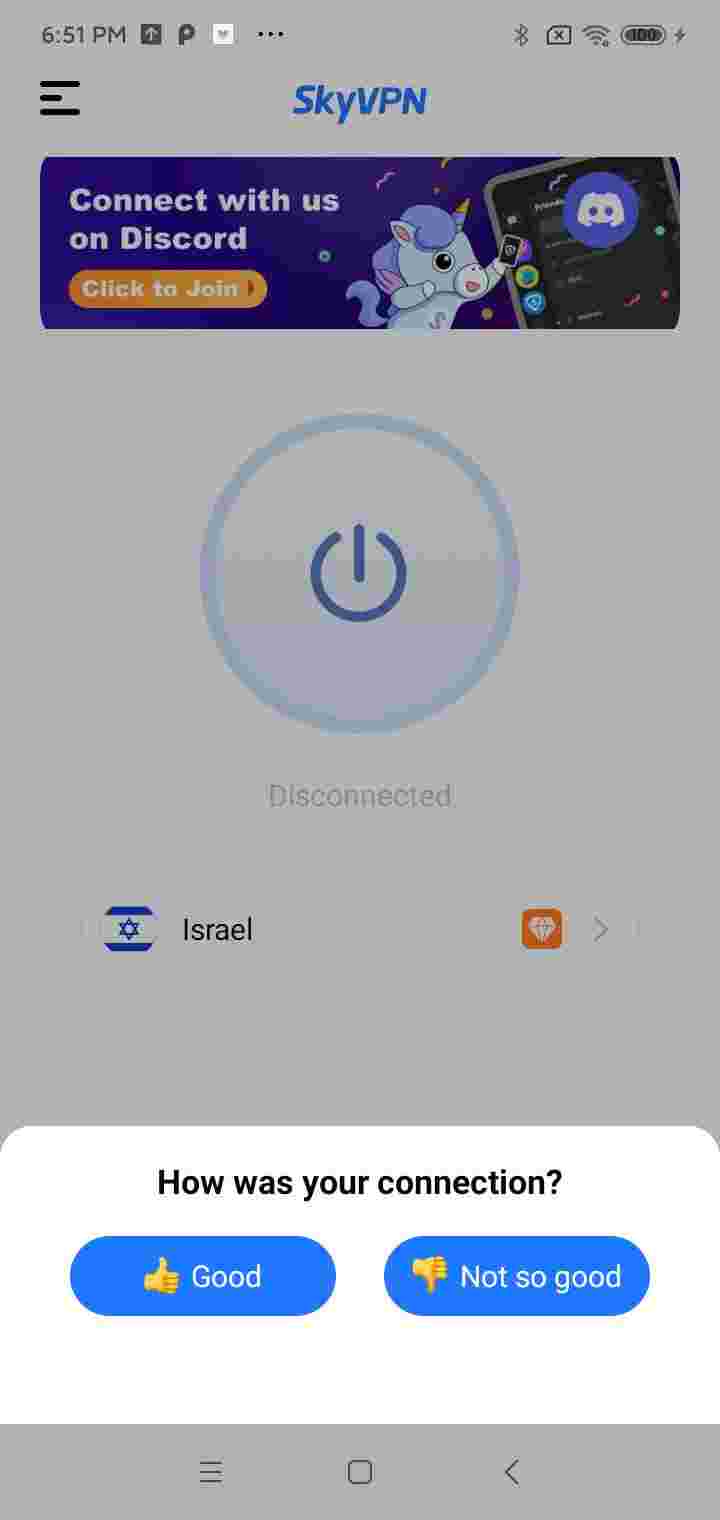 6:51 PM
100
SkyVPN
Connect with us
on Discord
Click to Join
Disconnected
Israel
How was your connection?
👍 Good
👎 Not so good